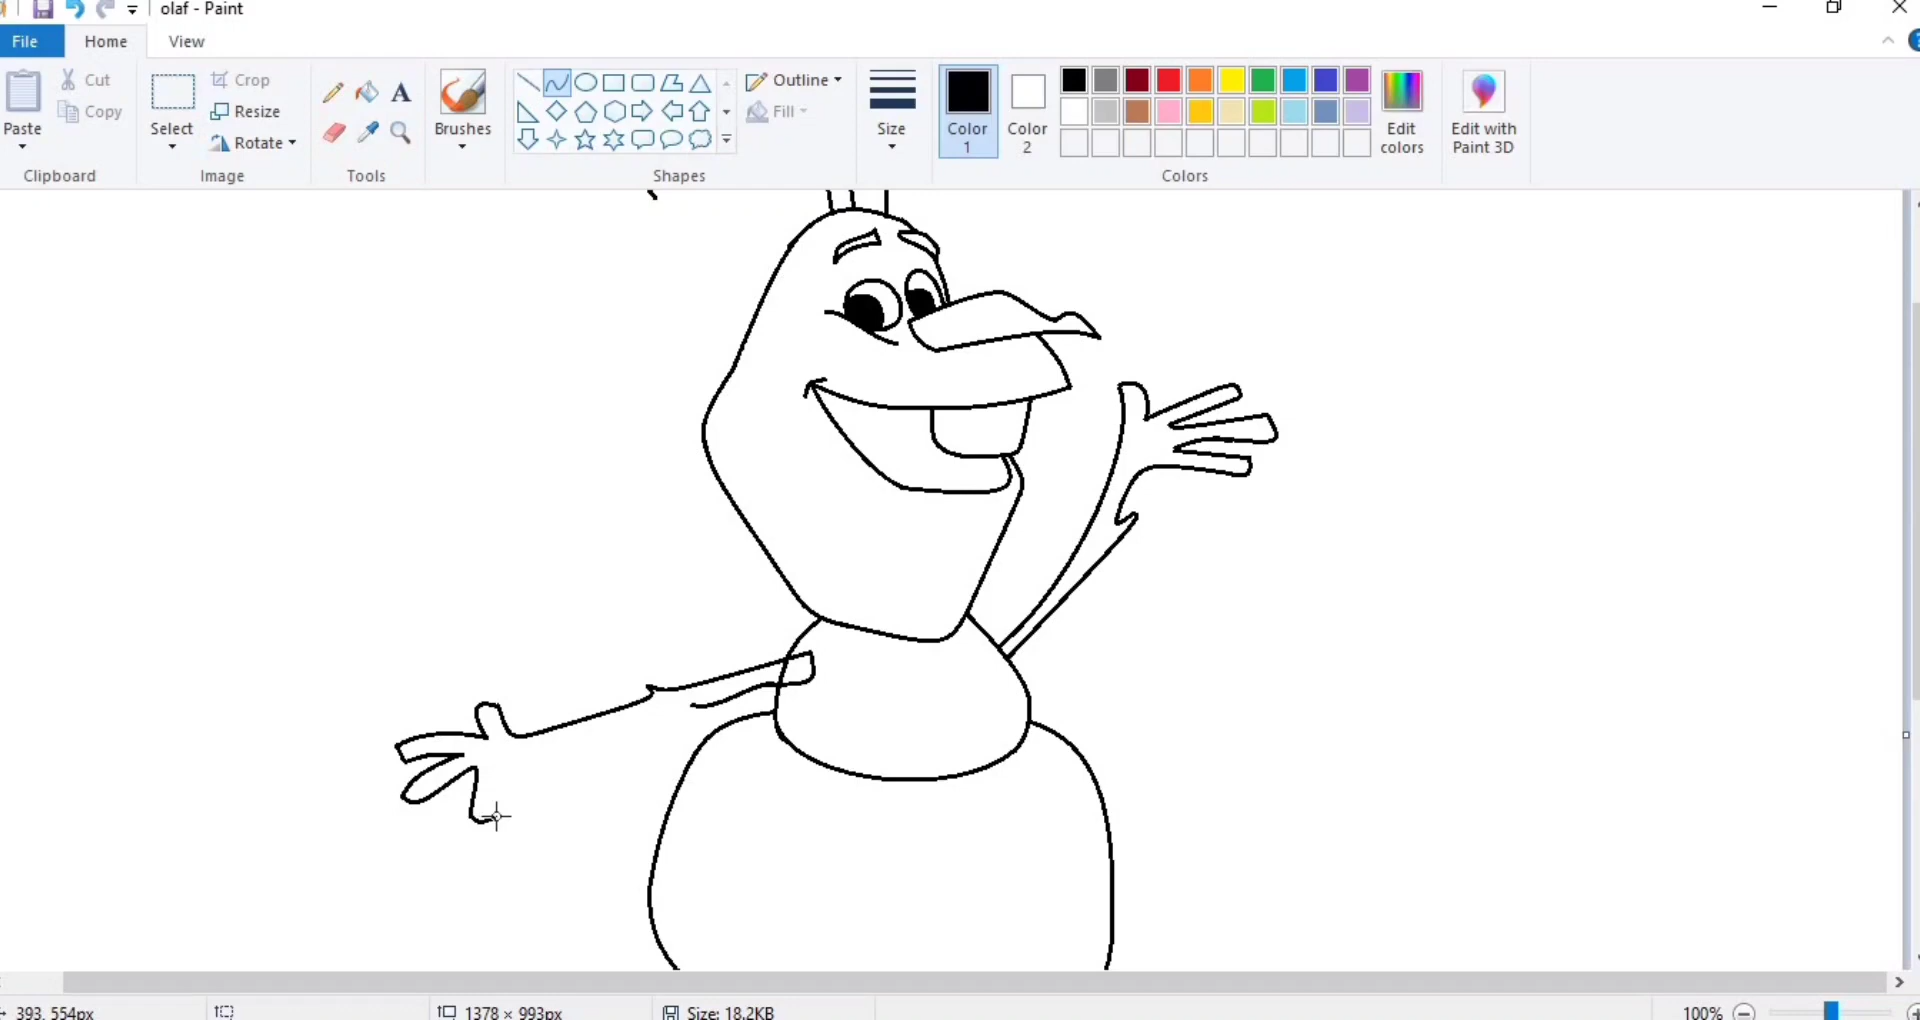 olaf - Paint
File Home View
Cut
Copy
Paste
Clipboard
Select
Crop
Resize
Rotate
Image
Tools
Brushes
Shapes
Outline
Fill
Size
Color 1
Color 2
Edit colors
Colors
Edit with Paint 3D
393, 554px
1378 × 993px
Size: 18.2KB
100%